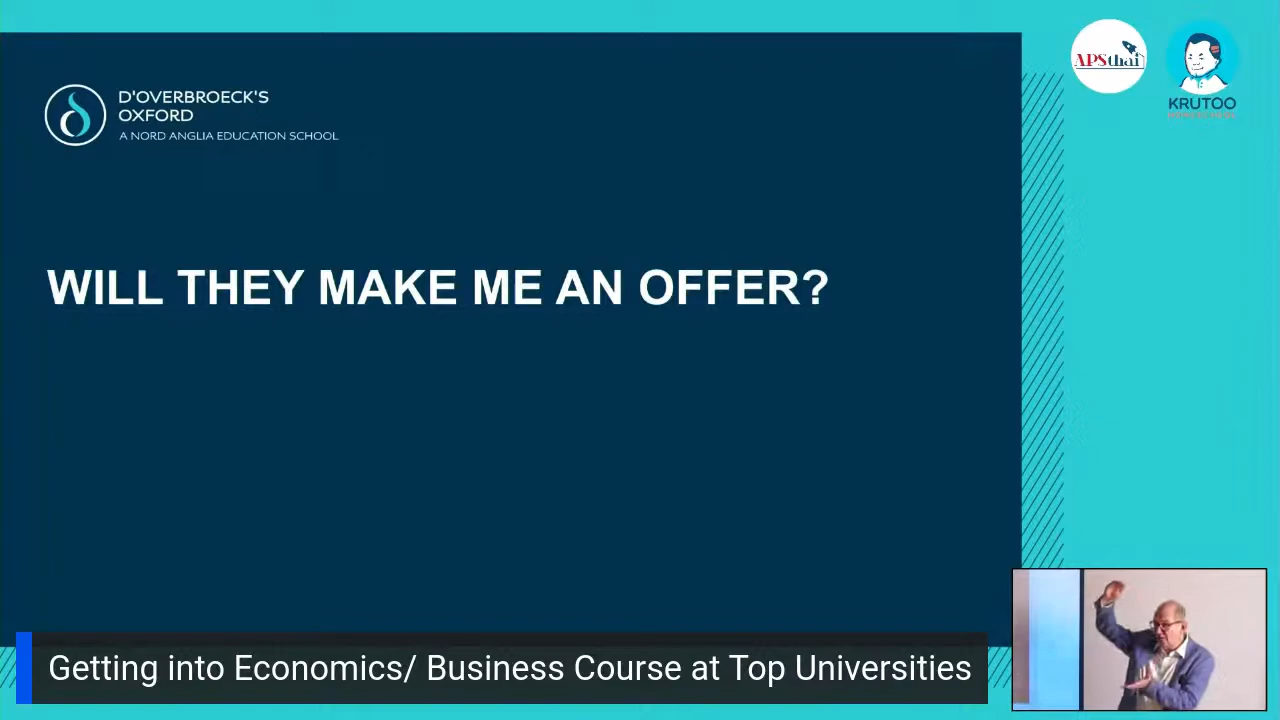 D'OVERBROECK'S
OXFORD
A NORD ANGLIA EDUCATION SCHOOL
APSthai
KRUTOO
WILL THEY MAKE ME AN OFFER?
Getting into Economics/ Business Course at Top Universities